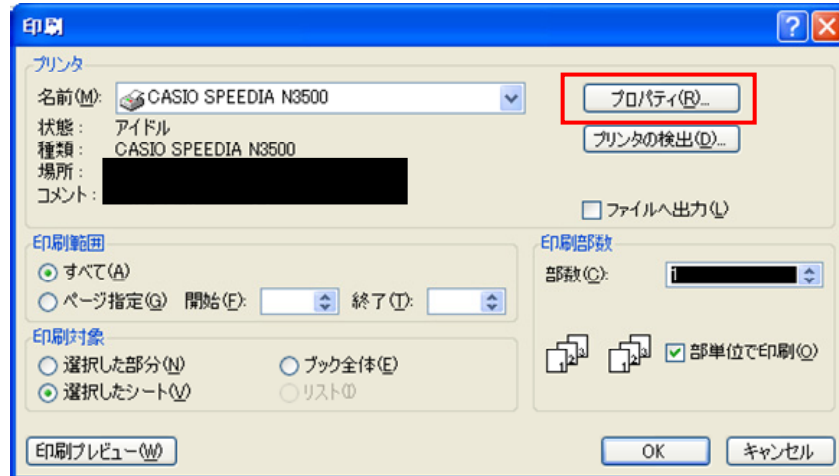 印刷
プリンタ
名前(M): CASIO SPEEDIA N3500 プロパティ(R)...
状態 : アイドル プリンタの検出(D)...
種類 : CASIO SPEEDIA N3500
場所 :
コメント : ファイルへ出力(L)
印刷範囲
すべて(A)
ページ指定(G) 開始(F): 終了(T):
印刷対象
選択した部分(N) ブック全体(E)
選択したシート(V) リスト(I)
印刷部数
部数(C): 1
1 2 3 1 2 3 部単位で印刷(O)
印刷プレビュー(W) OK キャンセル